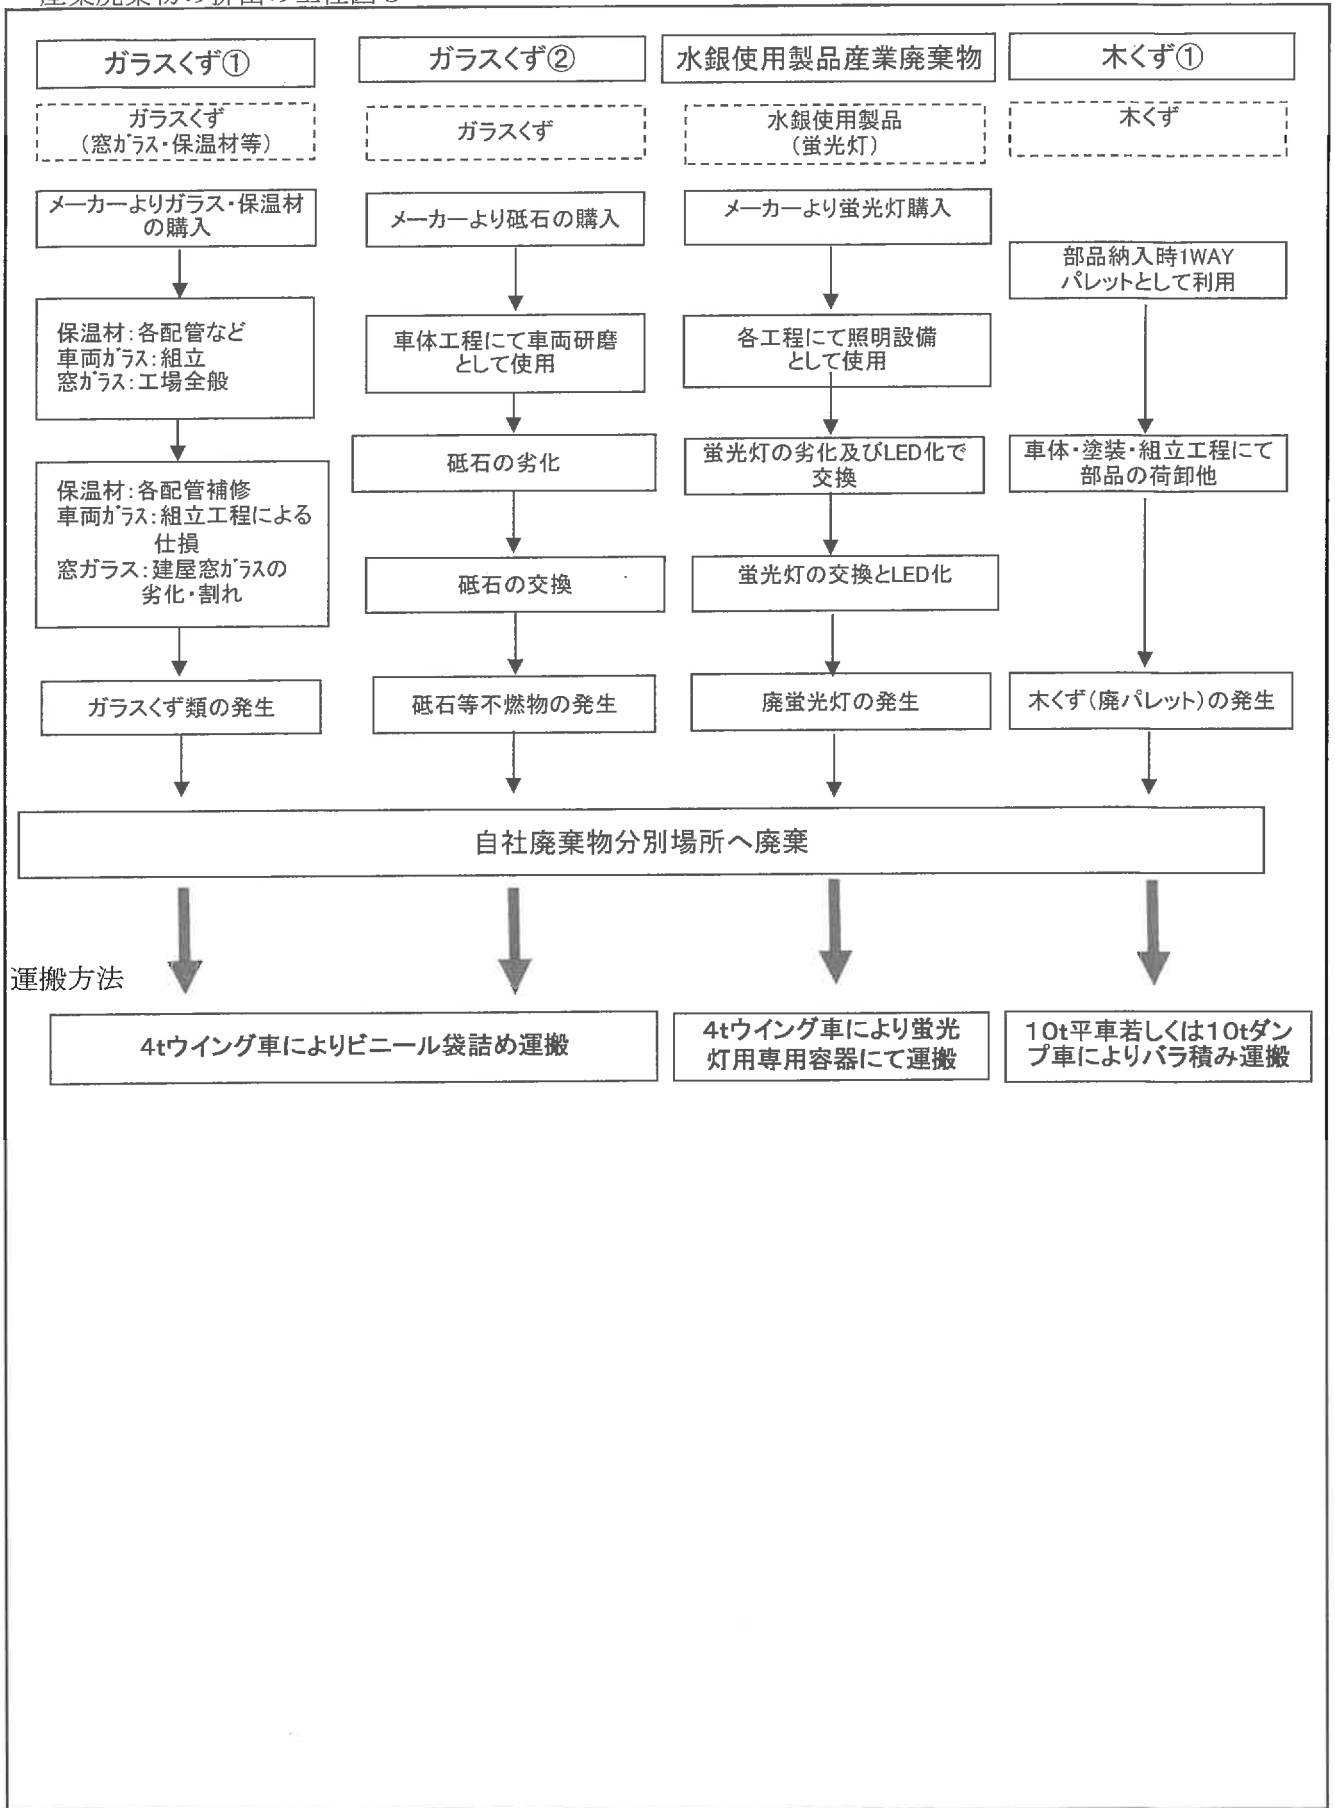 ガラスくず①
ガラスくず
(窓ガラス・保温材等)
メーカーよりガラス・保温材
の購入
保温材:各配管など
車両ガラス:組立
窓ガラス:工場全般
保温材:各配管補修
車両ガラス:組立工程による
仕損
窓ガラス:建屋窓ガラスの
劣化・割れ
ガラスくず類の発生
ガラスくず②
ガラスくず
メーカーより砥石の購入
車体工程にて車両研磨
として使用
砥石の劣化
砥石の交換
砥石等不燃物の発生
水銀使用製品産業廃棄物
水銀使用製品
(蛍光灯)
メーカーより蛍光灯購入
各工程にて照明設備
として使用
蛍光灯の劣化及びLED化で
交換
蛍光灯の交換とLED化
廃蛍光灯の発生
木くず①
木くず
部品納入時1WAY
パレットとして利用
車体・塗装・組立工程にて
部品の荷卸他
木くず(廃パレット)の発生
自社廃棄物分別場所へ廃棄
運搬方法
4tウイング車によりビニール袋詰め運搬
4tウイング車により蛍光
灯用専用容器にて運搬
10t平車若しくは10tダン
プ車によりバラ積み運搬